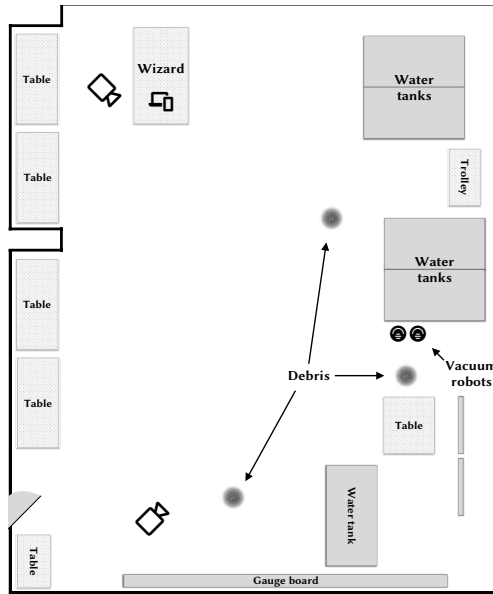 Table
Wizard
Water
tanks
Table
Trolley
Water
tanks
Table
Debris
Vacuum
robots
Table
Table
Water tank
Table
Gauge board